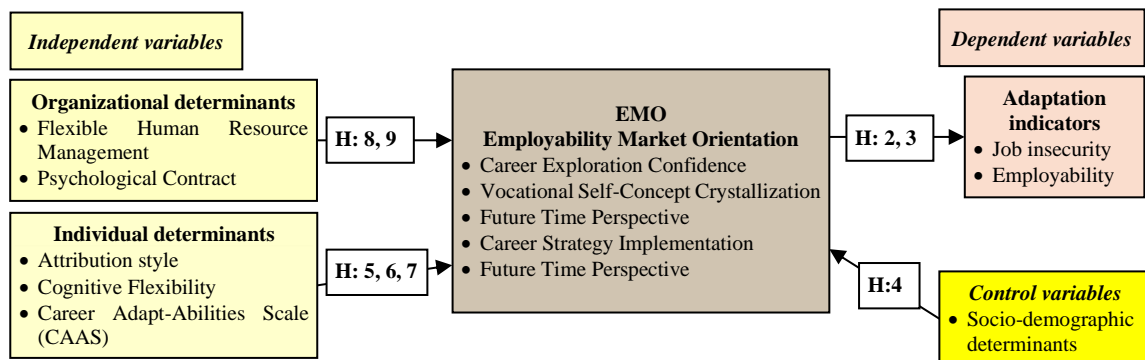 Independent variables
Organizational determinants
• Flexible Human Resource
Management
• Psychological Contract
Individual determinants
• Attribution style
• Cognitive Flexibility
• Career Adapt-Abilities Scale
(CAAS)
H: 8, 9
H: 5, 6, 7
EMO
Employability Market Orientation
• Career Exploration Confidence
• Vocational Self-Concept Crystallization
• Future Time Perspective
• Career Strategy Implementation
• Future Time Perspective
H: 2, 3
H:4
Dependent variables
Adaptation
indicators
• Job insecurity
• Employability
Control variables
• Socio-demographic
determinants